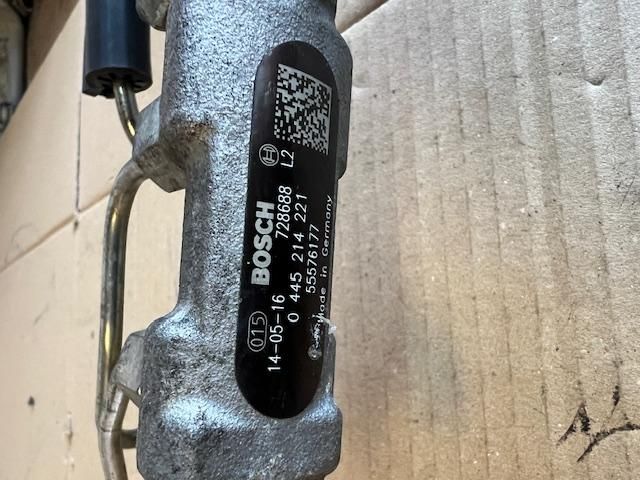 015 BOSCH L2
14-05-16 728688
0 445 214 221
55576177
Made in Germany